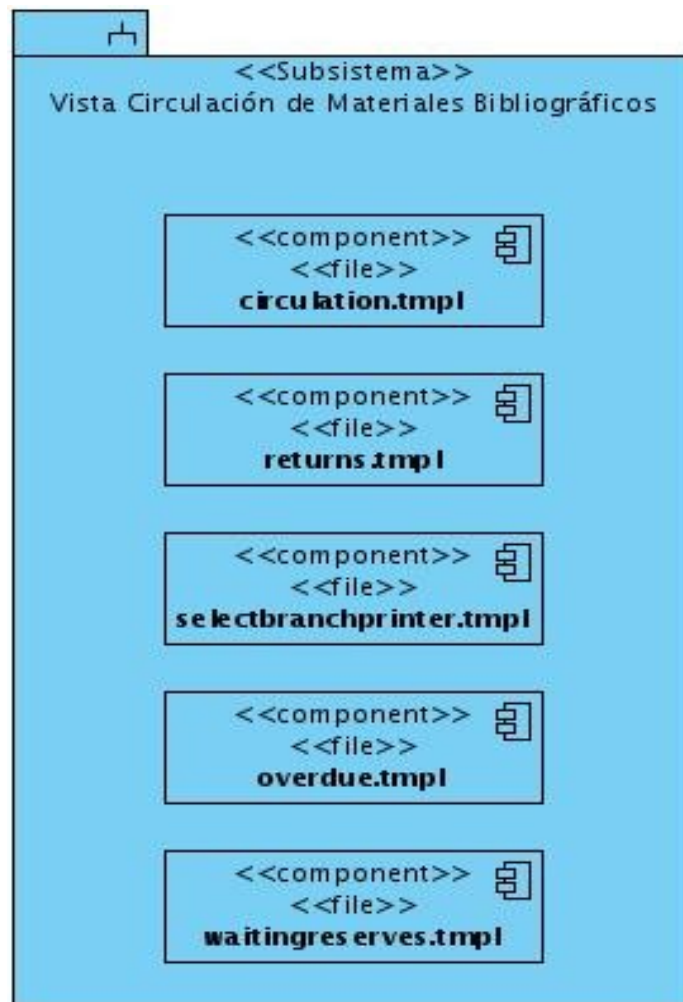 <<Subsistema>>
Vista Circulación de Materiales Bibliográficos
<<component>>
<<file>>
circulation.tmpl
<<component>>
<<file>>
returns.tmpl
<<component>>
<<file>>
selectbranchprinter.tmpl
<<component>>
<<file>>
overdue.tmpl
<<component>>
<<file>>
waitingreserves.tmpl